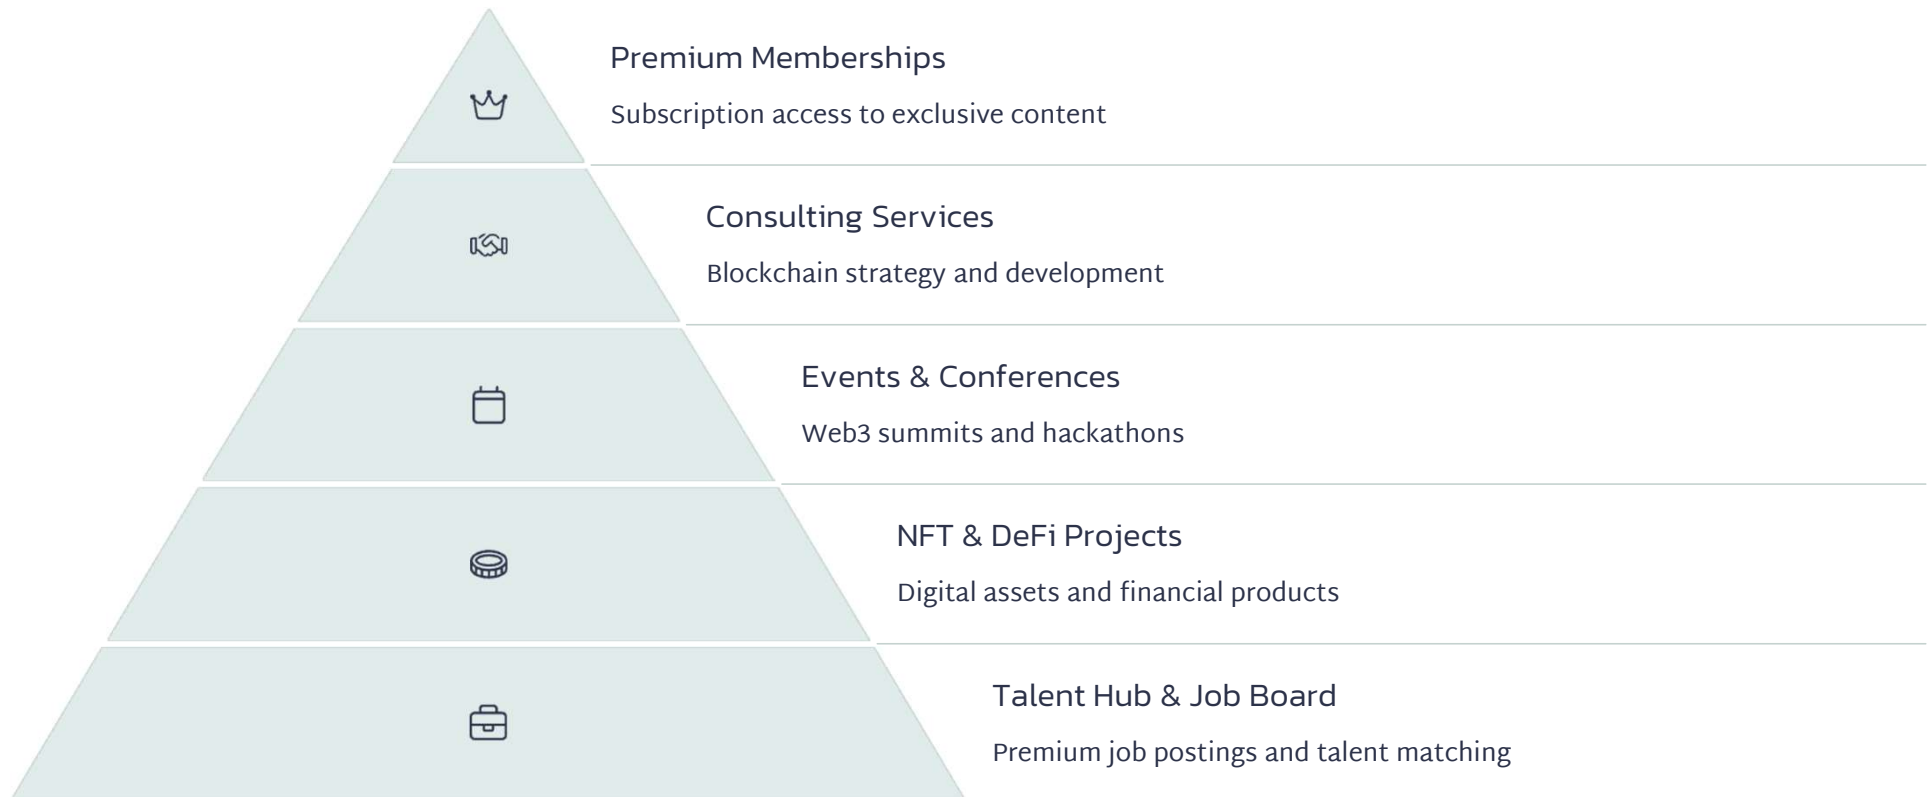 Premium Memberships
Subscription access to exclusive content
Consulting Services
Blockchain strategy and development
Events & Conferences
Web3 summits and hackathons
NFT & DeFi Projects
Digital assets and financial products
Talent Hub & Job Board
Premium job postings and talent matching